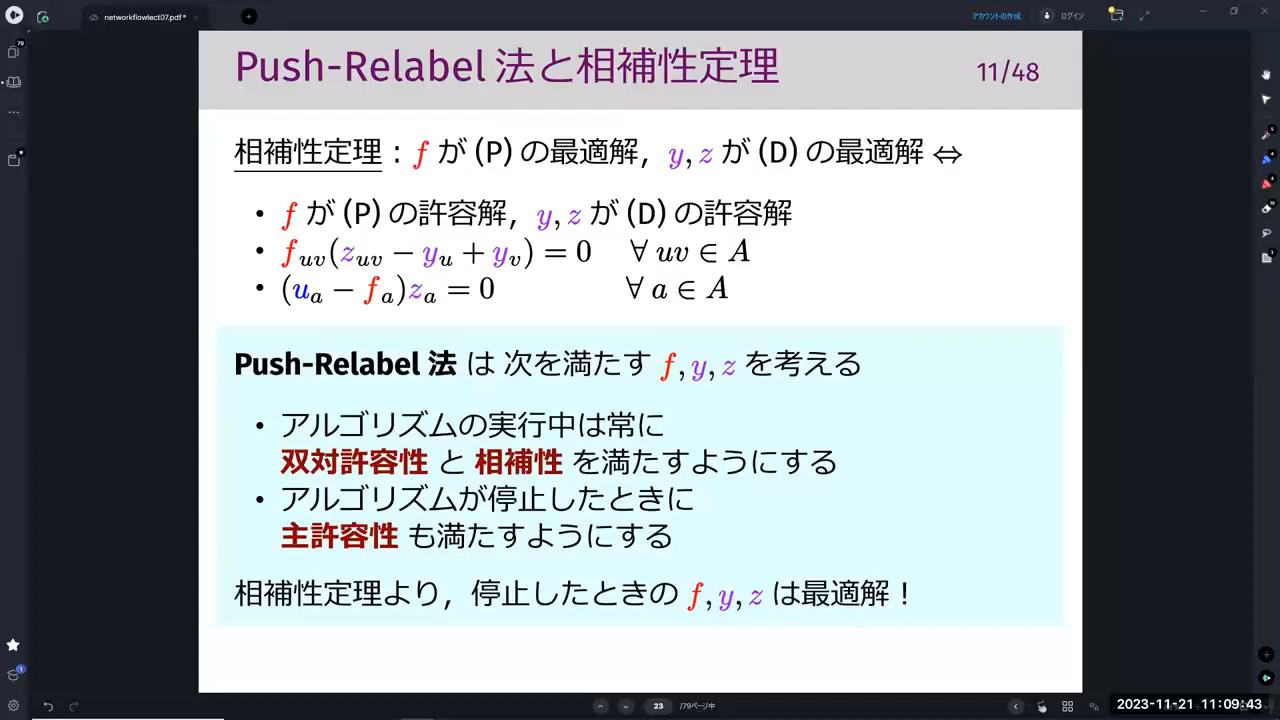 networkflowlect07.pdf*
アカウントの作成
ログイン
Push-Relabel 法と相補性定理
11/48
相補性定理：f が (P) の最適解，y, z が (D) の最適解 ⇔
• f が (P) の許容解，y, z が (D) の許容解
• f_uv(z_uv − y_u + y_v) = 0 ∀ uv ∈ A
• (u_a − f_a)z_a = 0 ∀ a ∈ A
Push-Relabel 法 は 次を満たす f, y, z を考える
• アルゴリズムの実行中は常に
双対許容性 と 相補性 を満たすようにする
• アルゴリズムが停止したときに
主許容性 も満たすようにする
相補性定理より，停止したときの f, y, z は最適解！
23
/79ページ中
2023-11-21 11:09:43